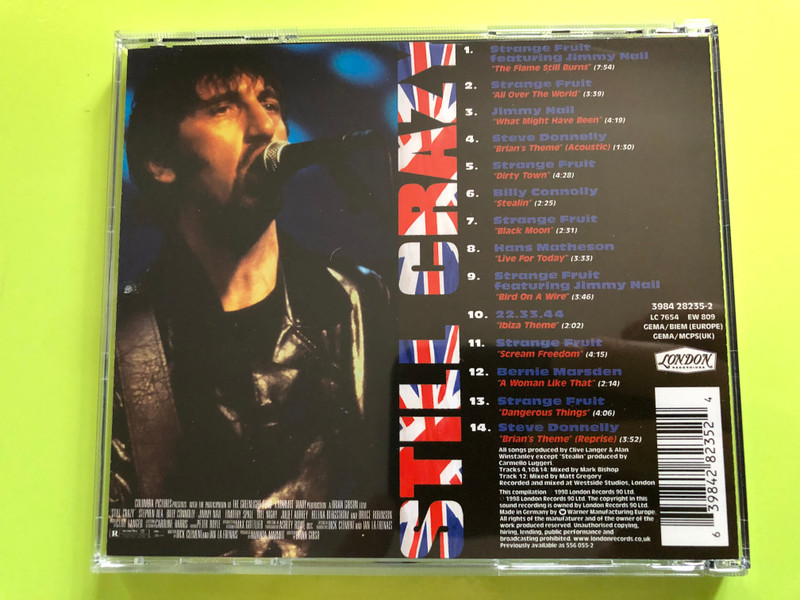 STILL CRAZY
1. Strange Fruit
featuring Jimmy Nail
"The Flame Still Burns" (7:54)
2. Strange Fruit
"All Over The World" (3:39)
3. Jimmy Nail
"What Might Have Been" (4:19)
4. Steve Donnelly
"Brian's Theme" (Acoustic) (1:30)
5. Strange Fruit
"Dirty Town" (4:28)
6. Billy Connolly
"Stealin" (2:25)
7. Strange Fruit
"Black Moon" (2:31)
8. Hans Matheson
"Live For Today" (3:33)
9. Strange Fruit
featuring Jimmy Nail
"Bird On A Wire" (3:46)
10. 22.33.44
"Ibiza Theme" (2:02)
11. Strange Fruit
"Scream Freedom" (4:15)
12. Bernie Marsden
"A Woman Like That" (2:14)
13. Strange Fruit
"Dangerous Things" (4:06)
14. Steve Donnelly
"Brian's Theme" (Reprise) (3:52)
All songs produced by Clive Langer & Alan
Winstanley except "Stealin" produced by
Carmello Luggeri.
Tracks 4,10&14: Mixed by Mark Bishop
Track 12: Mixed by Matt Gregory
Recorded and mixed at Westside Studios, London
This compilation 1998 London Records 90 Ltd.
1998 London Records 90 Ltd. The copyright in this
sound recording is owned by London Records 90 Ltd.
Made in Germany by Warner Manufacturing Europe.
All rights of the manufacturer and of the owner of the
work produced reserved. Unauthorised copying,
hiring, lending, public performance and
broadcasting prohibited. www.londonrecords.co.uk
Previously available as 556 055-2
3984 28235-2
LC 7654 EW 809
GEMA/BIEM (EUROPE)
GEMA/MCPS(UK)
LONDON
RECORDINGS
6 39842 82352 4
COLUMBIA PICTURES PRESENTS
STILL CRAZY